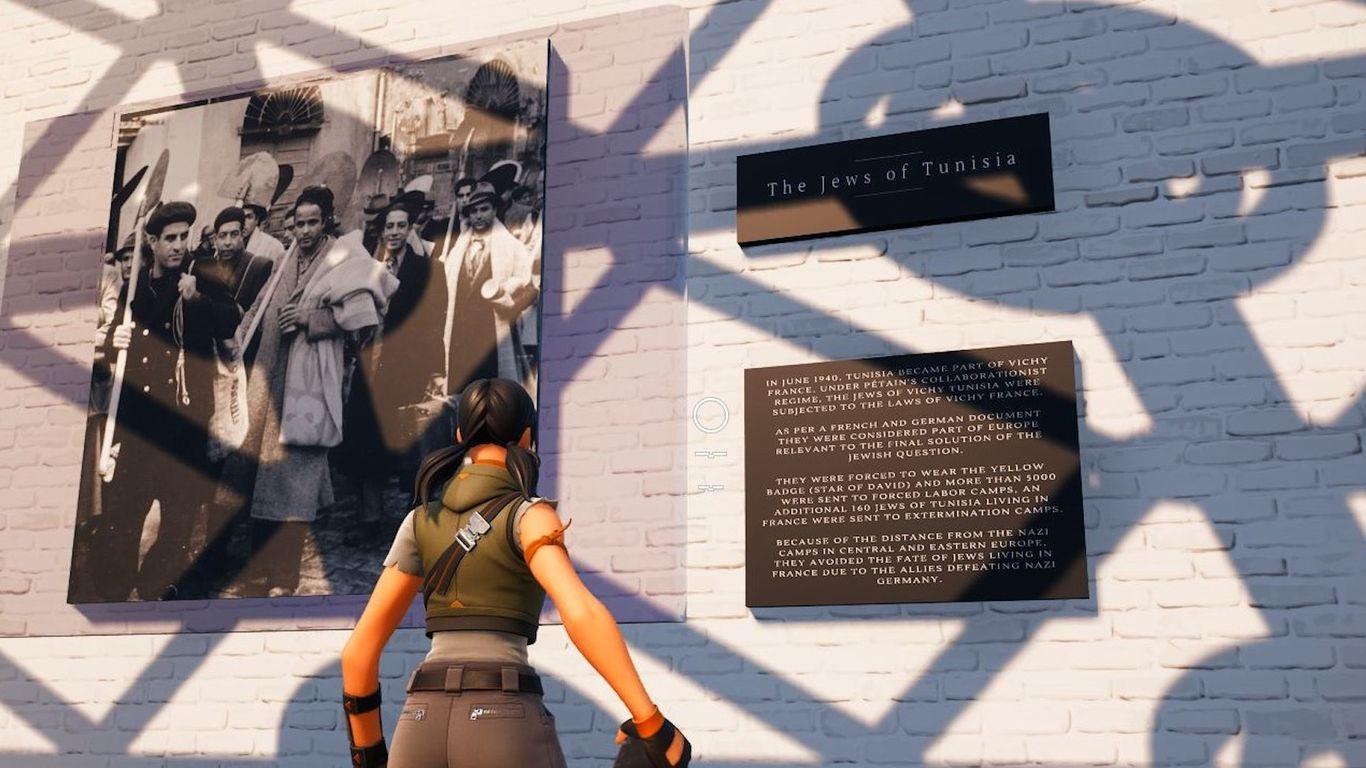 The Jews of Tunisia
IN JUNE 1940, TUNISIA BECAME PART OF VICHY
FRANCE. UNDER PÉTAIN'S COLLABORATIONIST
REGIME, THE JEWS OF VICHY TUNISIA WERE
SUBJECTED TO THE LAWS OF VICHY FRANCE.
AS PER A FRENCH AND GERMAN DOCUMENT
THEY WERE CONSIDERED PART OF EUROPE
RELEVANT TO THE FINAL SOLUTION OF THE
JEWISH QUESTION.
THEY WERE FORCED TO WEAR THE YELLOW
BADGE (STAR OF DAVID) AND MORE THAN 5000
WERE SENT TO FORCED LABOR CAMPS. AN
ADDITIONAL 160 JEWS OF TUNISIA LIVING IN
FRANCE WERE SENT TO EXTERMINATION CAMPS.
BECAUSE OF THE DISTANCE FROM THE NAZI
CAMPS IN CENTRAL AND EASTERN EUROPE,
THEY AVOIDED THE FATE OF JEWS LIVING IN
FRANCE DUE TO THE ALLIES DEFEATING NAZI
GERMANY.